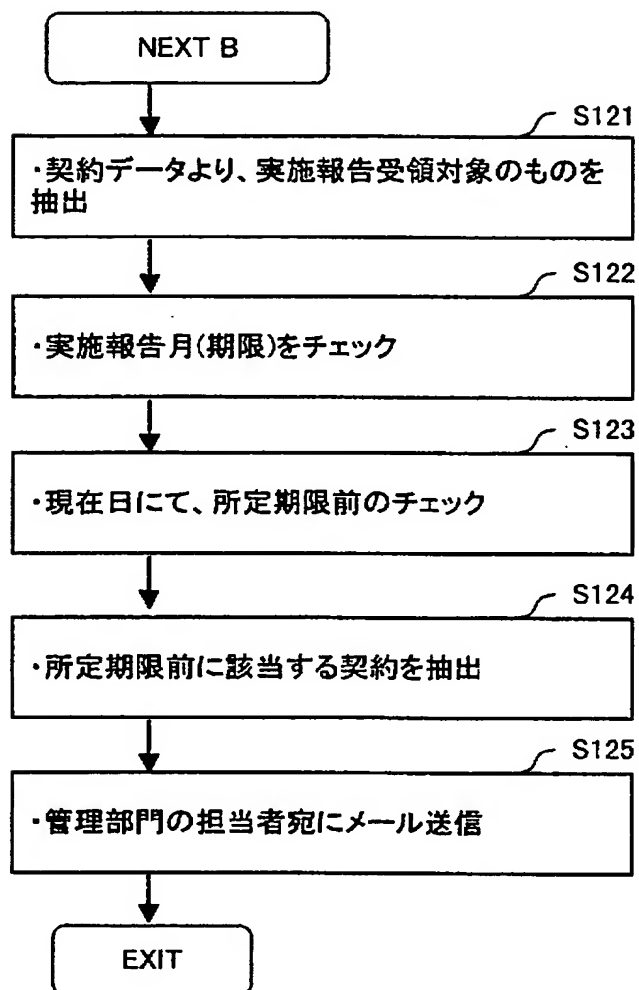 NEXT B
S121
・契約データより、実施報告受領対象のものを
抽出
S122
・実施報告月(期限)をチェック
S123
・現在日にて、所定期限前のチェック
S124
・所定期限前に該当する契約を抽出
S125
・管理部門の担当者宛にメール送信
EXIT